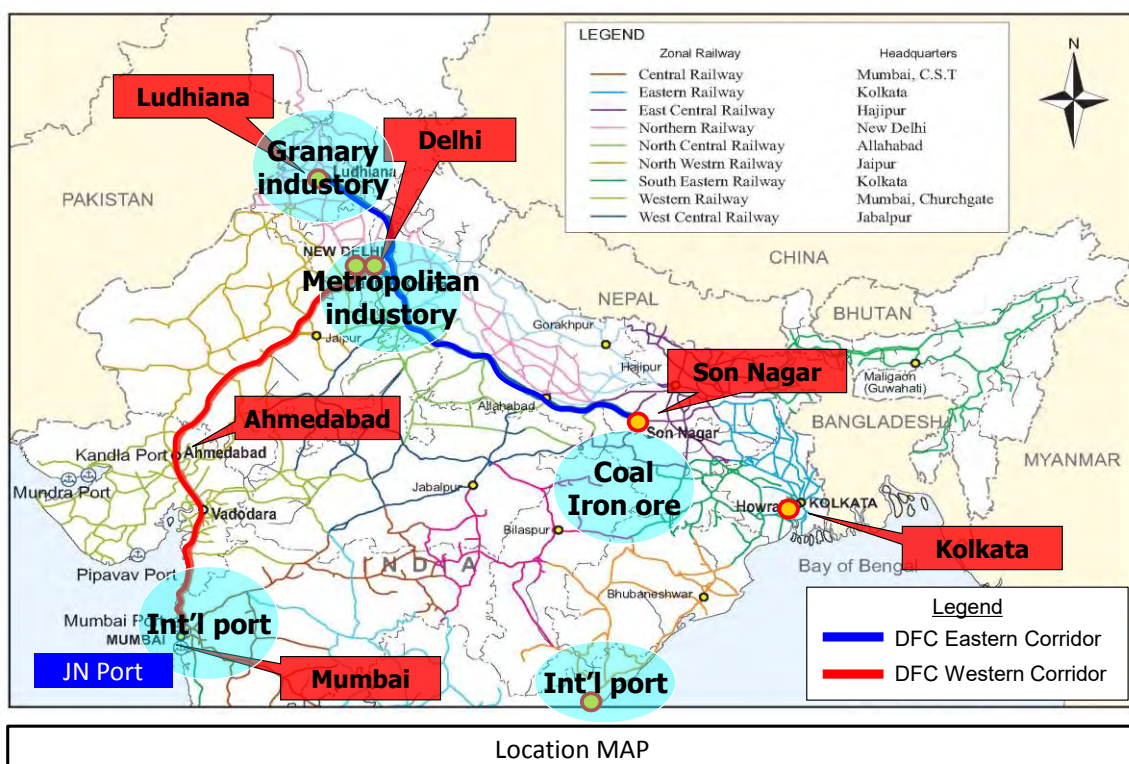 LEGEND
Zonal Railway Headquarters
Central Railway Mumbai, C.S.T
Eastern Railway Kolkata
East Central Railway Hajipur
Northern Railway New Delhi
North Central Railway Allahabad
North Westrn Railway Jaipur
South Eastern Railway Kolkata
Western Railway Mumbai, Churchgate
West Central Railway Jabalpur
N
Ludhiana
Delhi
Granary
industory
Ludhiana
PAKISTAN
NEW DELHI
Metropolitan
industory
CHINA
NEPAL
BHUTAN
Gorakhpur
Jaipur
Hajipur
Son Nagar
Maligaon
(Guwahati)
Allahabad
Ahmedabad
Son Nagar
BANGLADESH
Kandla Port
Ahmedabad
MYANMAR
Mundra Port
Jabalpur
Coal
Iron ore
Vadodara
Howra
KOLKATA
Bilaspur
Kolkata
Pipavav Port
INDIA
Bay of Bengal
Bhubaneshwar
Mumbai Port
Int'l port
MUMBAI
JN Port
Mumbai
Int'l port
Legend
DFC Eastern Corridor
DFC Western Corridor
Location MAP